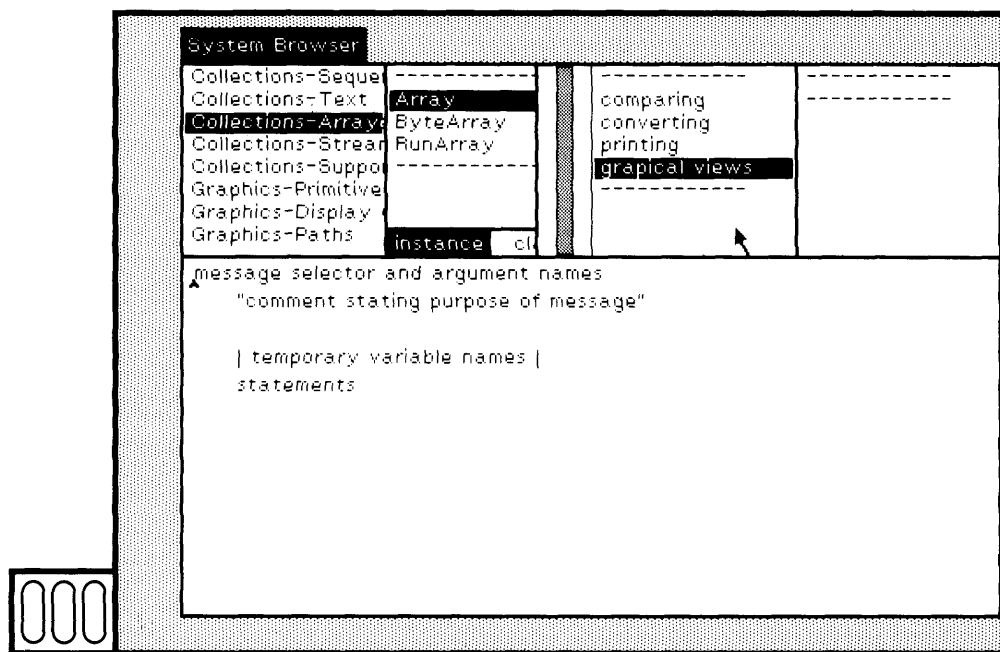 System Browser
Collections-Seque
Collections-Text
Collections-Array
Collections-Strear
Collections-Suppo
Graphics-Primitive
Graphics-Display
Graphics-Paths
--------------
Array
ByteArray
RunArray
--------------
instance cl
--------------
comparing
converting
printing
grapical views
--------------
--------------
--------------
message selector and argument names
"comment stating purpose of message"
| temporary variable names |
statements